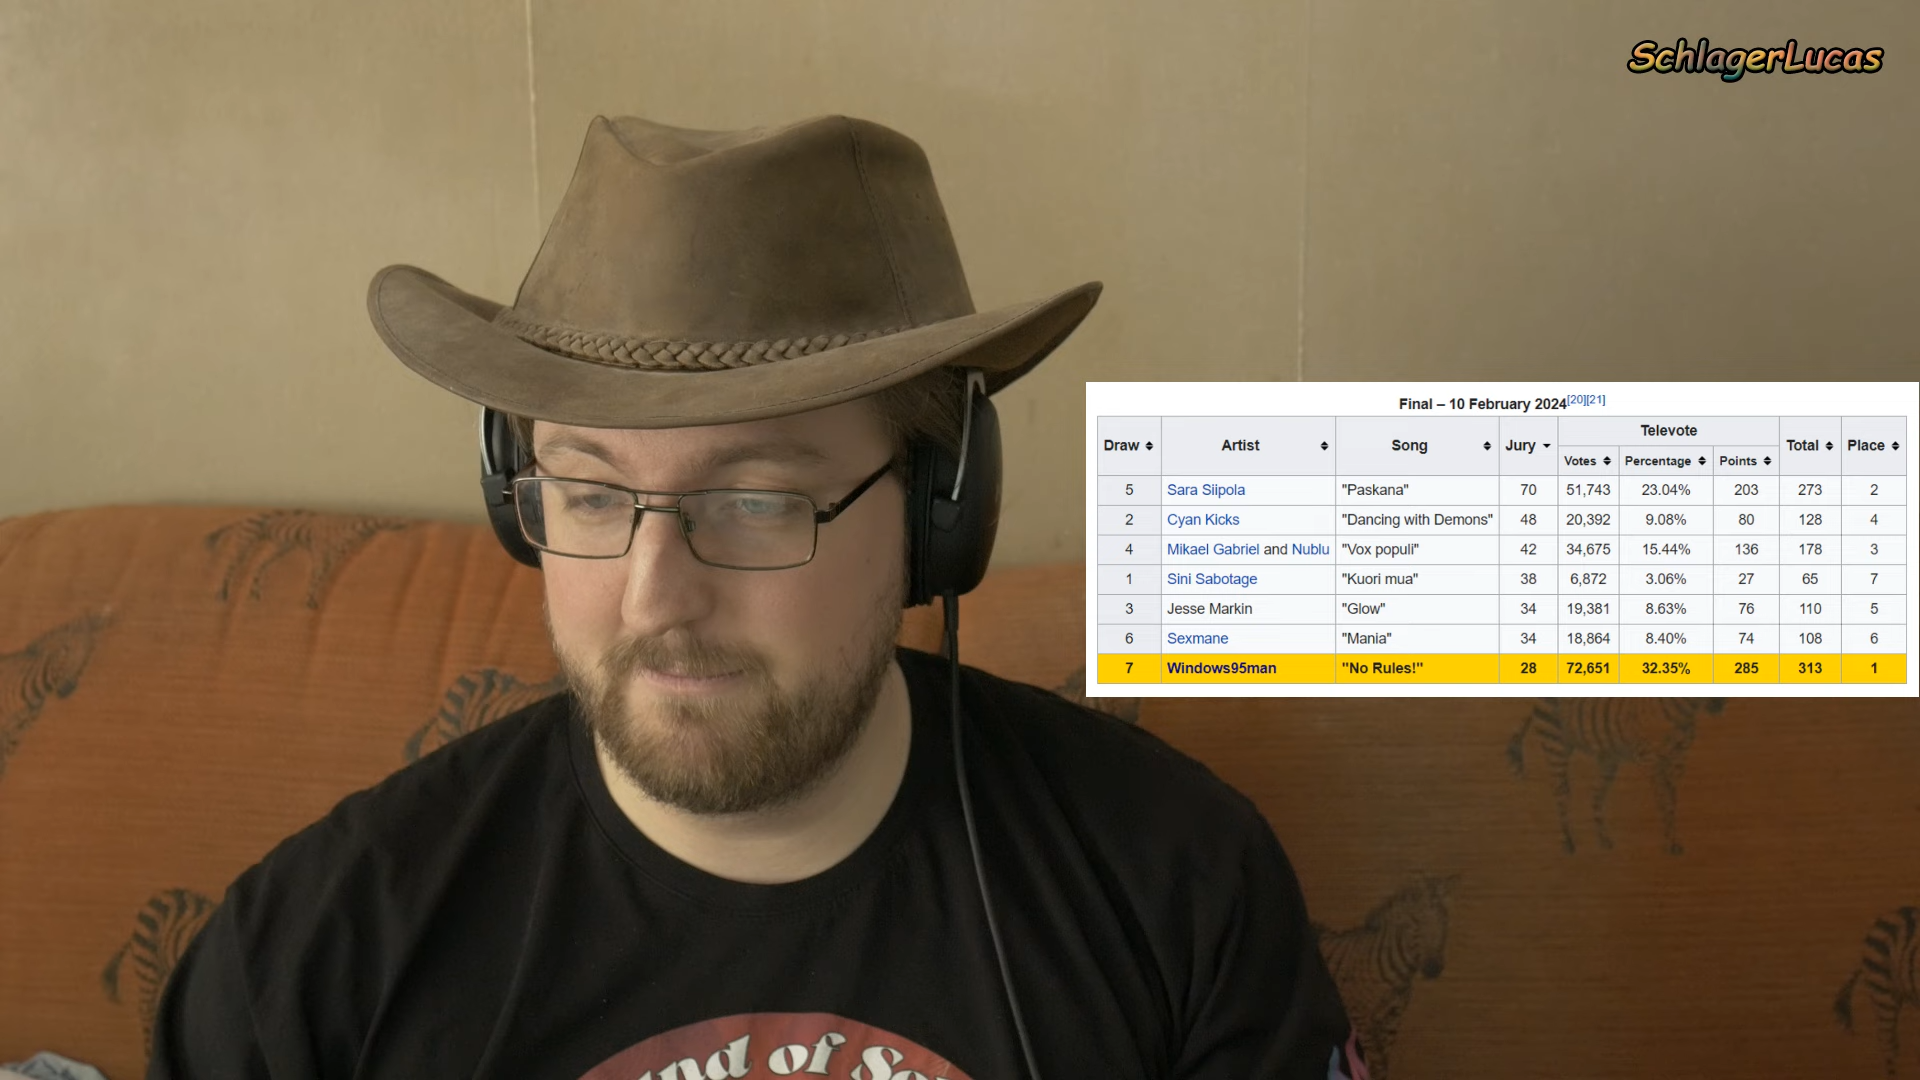 SchlagerLucas
Final – 10 February 2024[20][21]
Draw Artist Song Jury Televote Total Place
Votes Percentage Points
5 Sara Siipola "Paskana" 70 51,743 23.04% 203 273 2
2 Cyan Kicks "Dancing with Demons" 48 20,392 9.08% 80 128 4
4 Mikael Gabriel and Nublu "Vox populi" 42 34,675 15.44% 136 178 3
1 Sini Sabotage "Kuori mua" 38 6,872 3.06% 27 65 7
3 Jesse Markin "Glow" 34 19,381 8.63% 76 110 5
6 Sexmane "Mania" 34 18,864 8.40% 74 108 6
7 Windows95man "No Rules!" 28 72,651 32.35% 285 313 1
of